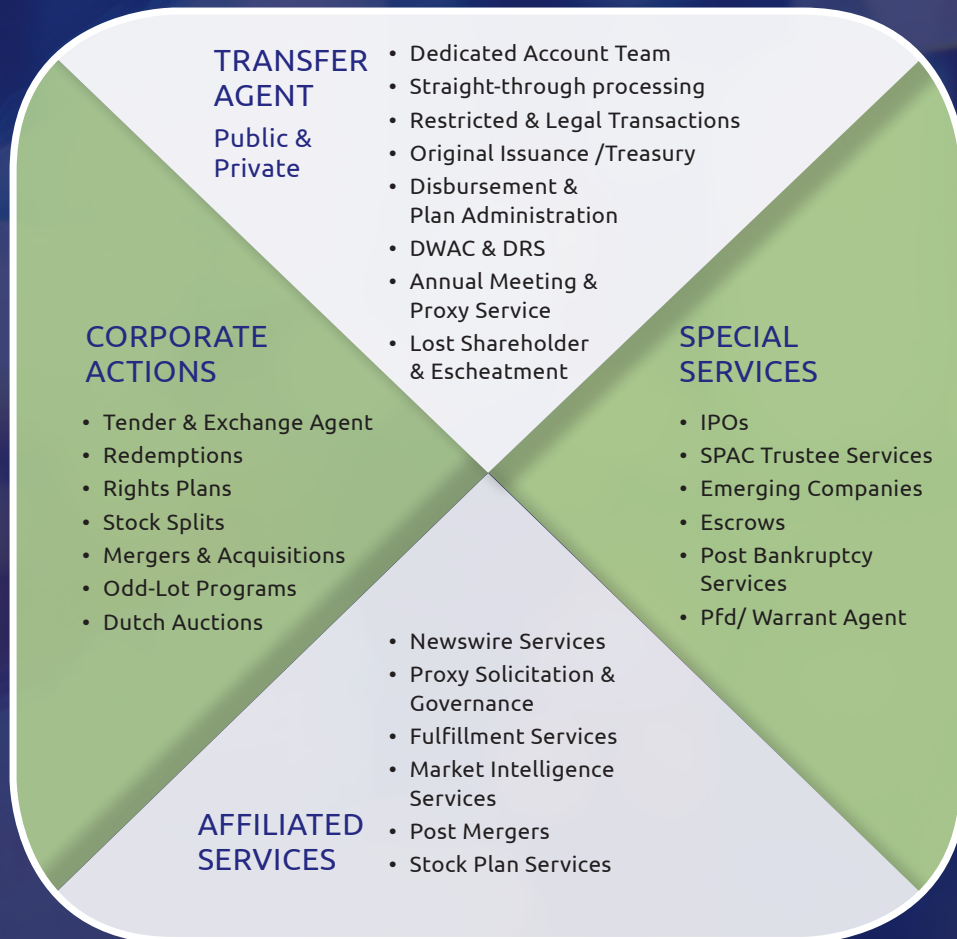 TRANSFER
AGENT
Public &
Private
• Dedicated Account Team
• Straight-through processing
• Restricted & Legal Transactions
• Original Issuance /Treasury
• Disbursement &
Plan Administration
• DWAC & DRS
• Annual Meeting &
Proxy Service
• Lost Shareholder
& Escheatment
CORPORATE
ACTIONS
• Tender & Exchange Agent
• Redemptions
• Rights Plans
• Stock Splits
• Mergers & Acquisitions
• Odd-Lot Programs
• Dutch Auctions
SPECIAL
SERVICES
• IPOs
• SPAC Trustee Services
• Emerging Companies
• Escrows
• Post Bankruptcy
Services
• Pfd/ Warrant Agent
AFFILIATED
SERVICES
• Newswire Services
• Proxy Solicitation &
Governance
• Fulfillment Services
• Market Intelligence
Services
• Post Mergers
• Stock Plan Services